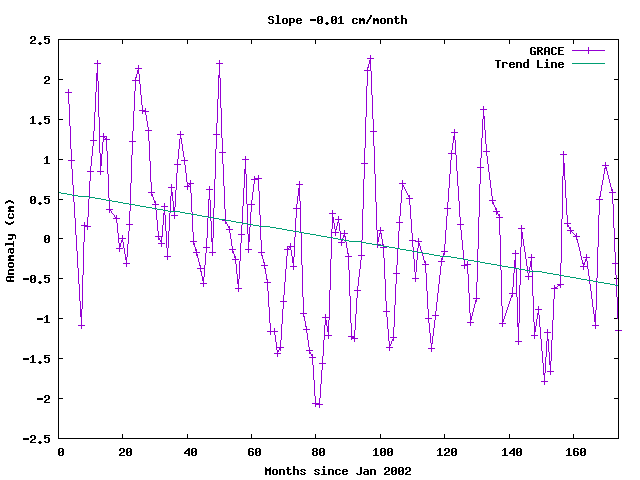 Slope -0.01 cm/month
GRACE
Trend Line
2.5
2
1.5
1
0.5
0
-0.5
-1
-1.5
-2
-2.5
Anomaly (cm)
0 20 40 60 80 100 120 140 160
Months since Jan 2002